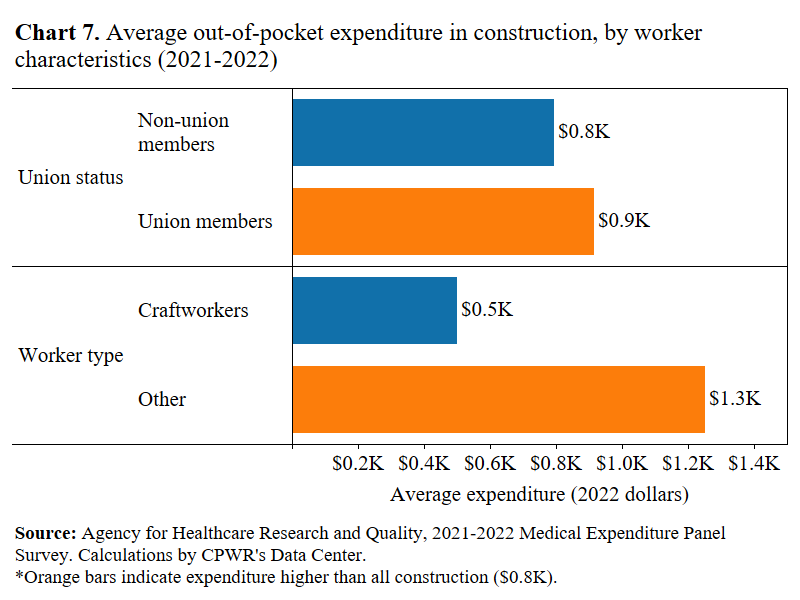 Chart 7. Average out-of-pocket expenditure in construction, by worker
characteristics (2021-2022)
Non-union
members
$0.8K
Union status
Union members
$0.9K
Craftworkers
$0.5K
Worker type
Other
$1.3K
$0.2K $0.4K $0.6K $0.8K $1.0K $1.2K $1.4K
Average expenditure (2022 dollars)
Source: Agency for Healthcare Research and Quality, 2021-2022 Medical Expenditure Panel
Survey. Calculations by CPWR's Data Center.
*Orange bars indicate expenditure higher than all construction ($0.8K).